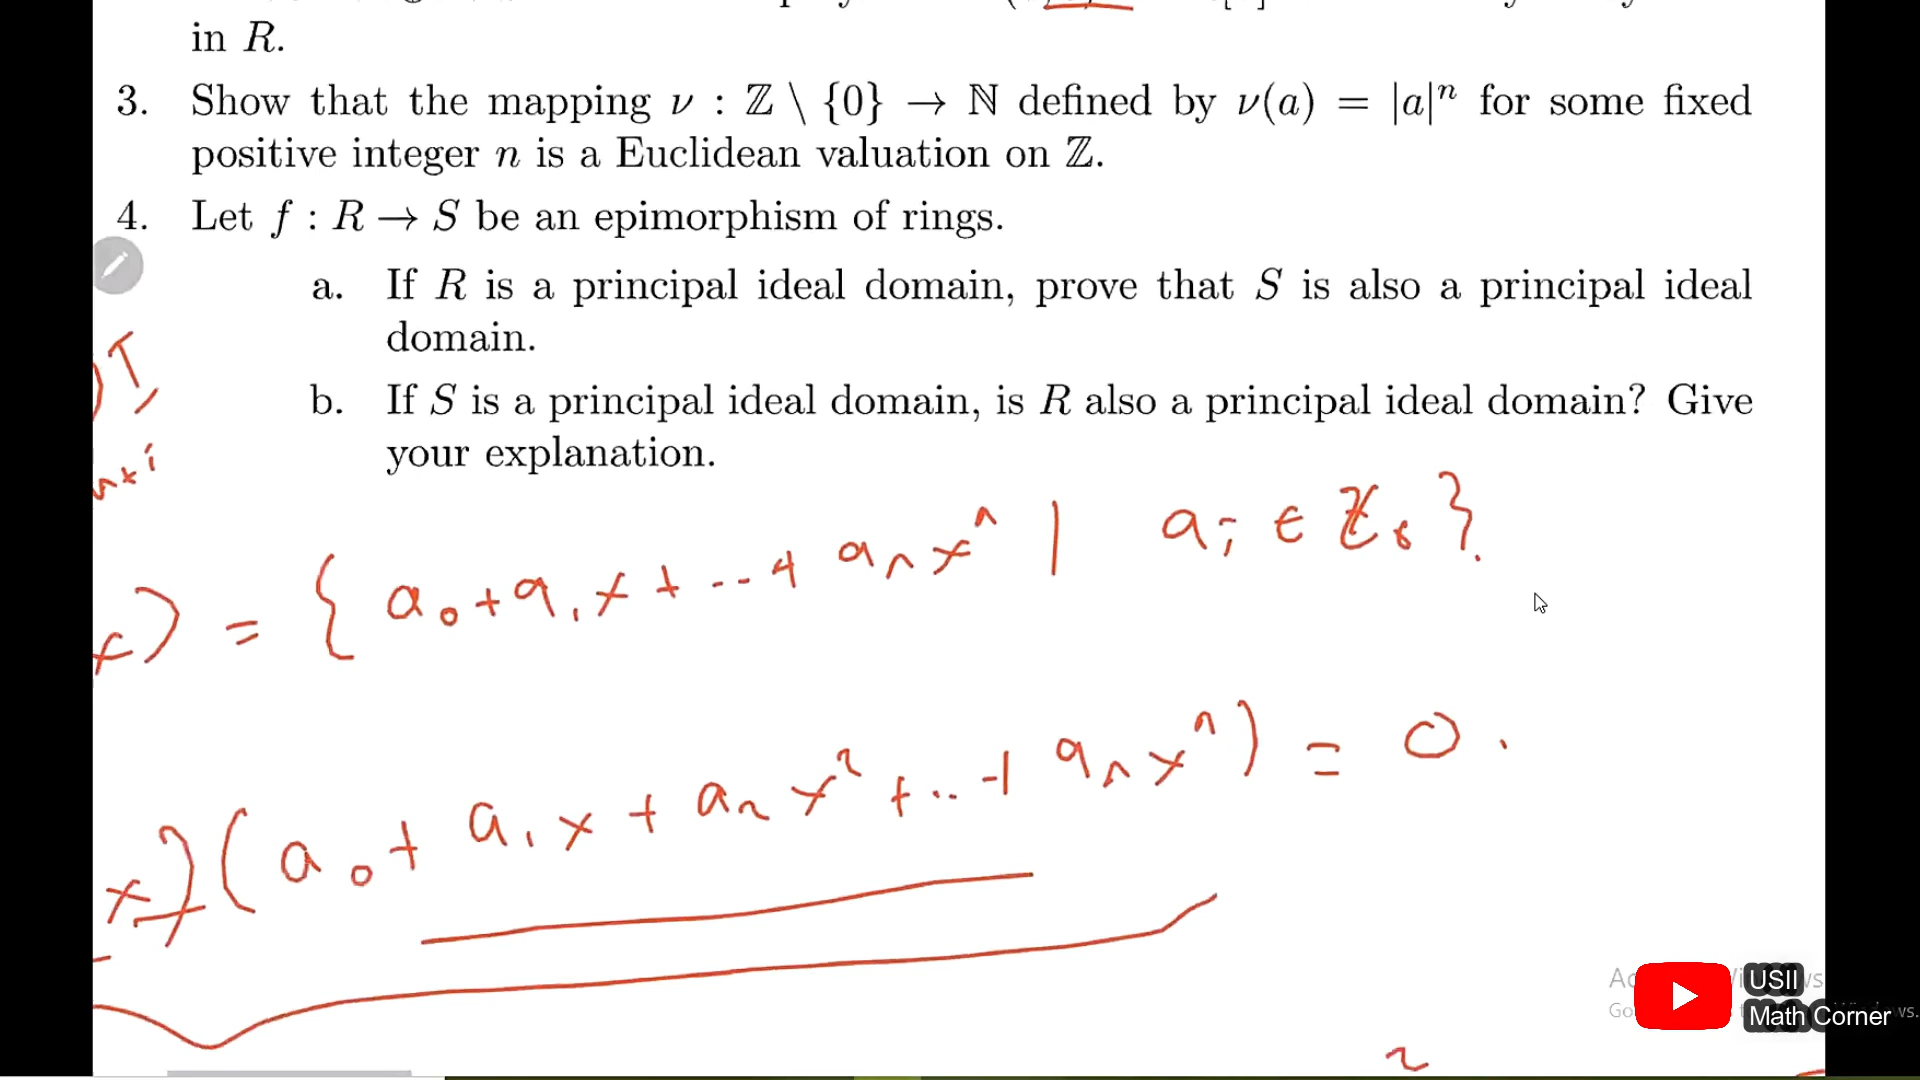 in R.
3. Show that the mapping ν : ℤ \ {0} → ℕ defined by ν(a) = |a|ⁿ for some fixed
positive integer n is a Euclidean valuation on ℤ.
4. Let f : R → S be an epimorphism of rings.
a. If R is a principal ideal domain, prove that S is also a principal ideal
domain.
b. If S is a principal ideal domain, is R also a principal ideal domain? Give
your explanation.
x) = { a₀ + a₁x + ... + aₙxⁿ | aᵢ ∈ ℤ₆ }.
x)(a₀ + a₁x + a₂x² + ... + aₙxⁿ) = 0.
USII
Math Corner